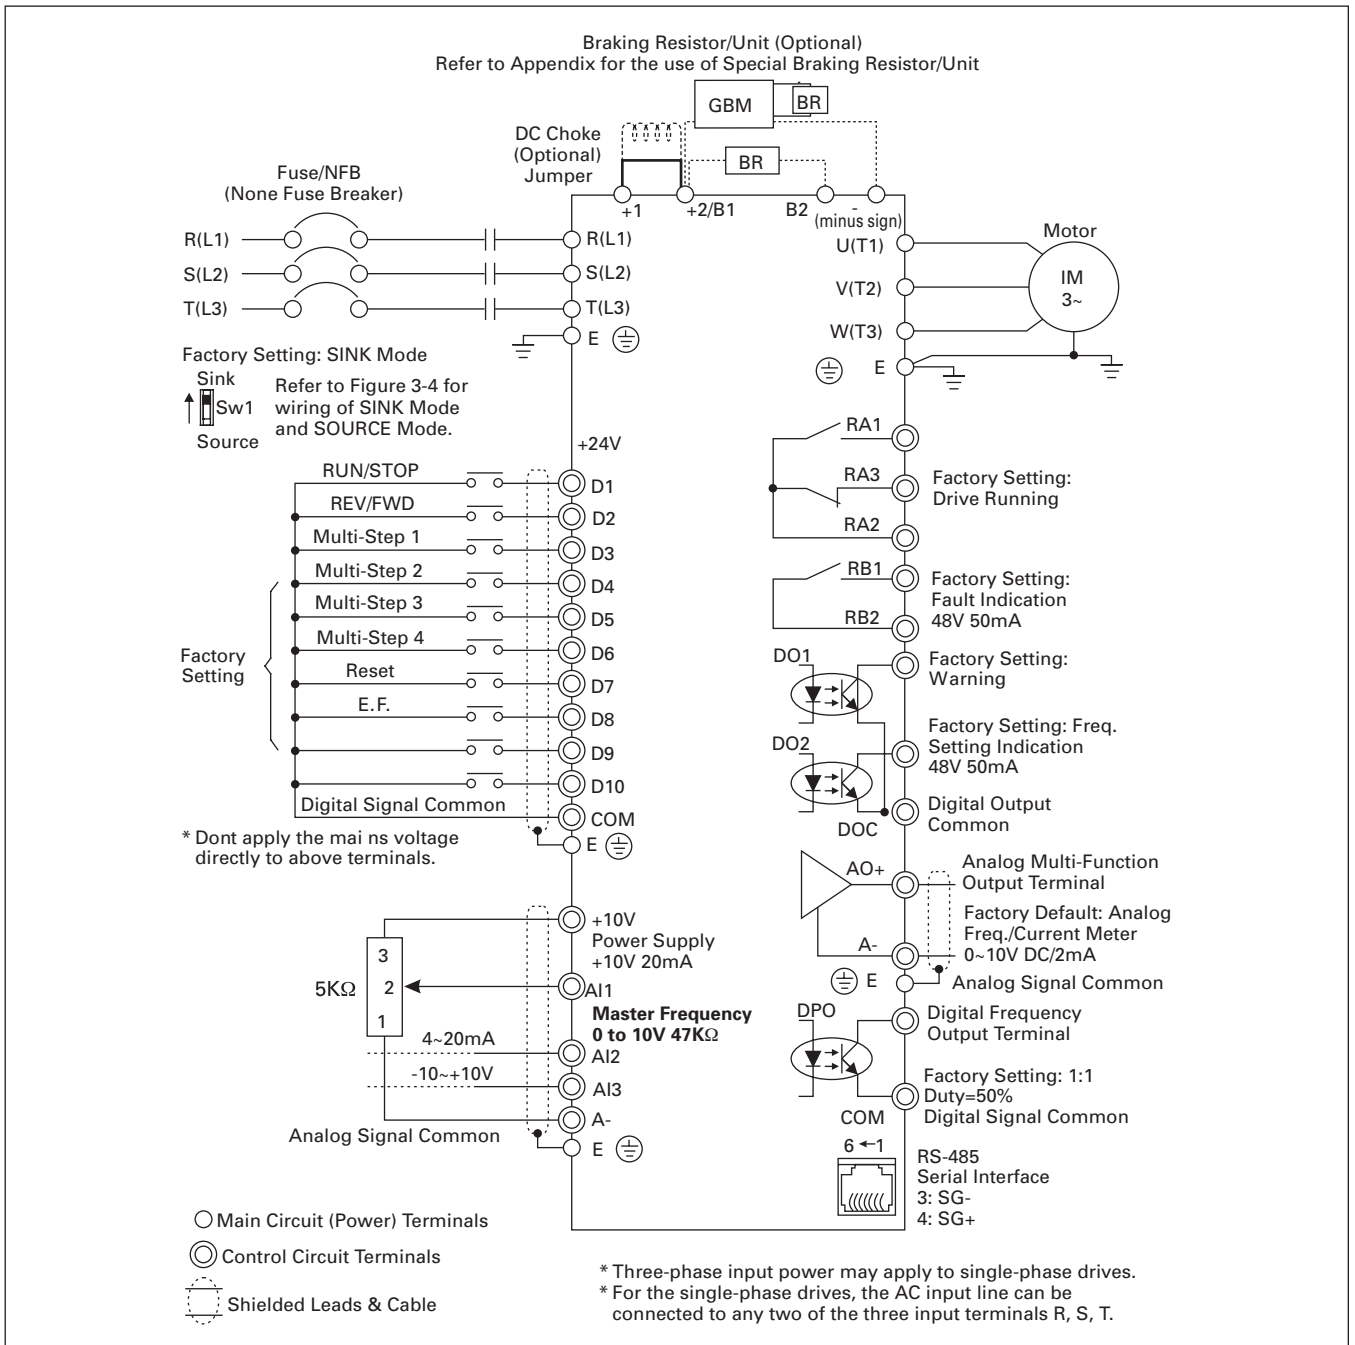 Braking Resistor/Unit (Optional)
Refer to Appendix for the use of Special Braking Resistor/Unit
GBM
BR
DC Choke
(Optional)
Jumper
BR
Fuse/NFB
(None Fuse Breaker)
+1
+2/B1
B2
-
(minus sign)
R(L1)
R(L1)
S(L2)
S(L2)
T(L3)
T(L3)
E
U(T1)
V(T2)
W(T3)
E
Motor
IM
3~
Factory Setting: SINK Mode
Sink
Sw1
Source
Refer to Figure 3-4 for
wiring of SINK Mode
and SOURCE Mode.
+24V
RUN/STOP
D1
REV/FWD
D2
Multi-Step 1
D3
Multi-Step 2
D4
Multi-Step 3
D5
Multi-Step 4
D6
Reset
D7
E.F.
D8
D9
D10
Factory
Setting
Digital Signal Common
COM
E
* Dont apply the mai ns voltage
directly to above terminals.
RA1
RA3
RA2
Factory Setting:
Drive Running
RB1
RB2
Factory Setting:
Fault Indication
48V 50mA
DO1
Factory Setting:
Warning
DO2
Factory Setting: Freq.
Setting Indication
48V 50mA
DOC
Digital Output
Common
+10V
Power Supply
+10V 20mA
3
2
1
5KΩ
AI1
Master Frequency
0 to 10V 47KΩ
4~20mA
AI2
-10~+10V
AI3
A-
Analog Signal Common
E
AO+
Analog Multi-Function
Output Terminal
Factory Default: Analog
Freq./Current Meter
0~10V DC/2mA
A-
E
Analog Signal Common
DPO
Digital Frequency
Output Terminal
Factory Setting: 1:1
Duty=50%
Digital Signal Common
COM
6←1
RS-485
Serial Interface
3: SG-
4: SG+
Main Circuit (Power) Terminals
Control Circuit Terminals
Shielded Leads & Cable
* Three-phase input power may apply to single-phase drives.
* For the single-phase drives, the AC input line can be
connected to any two of the three input terminals R, S, T.